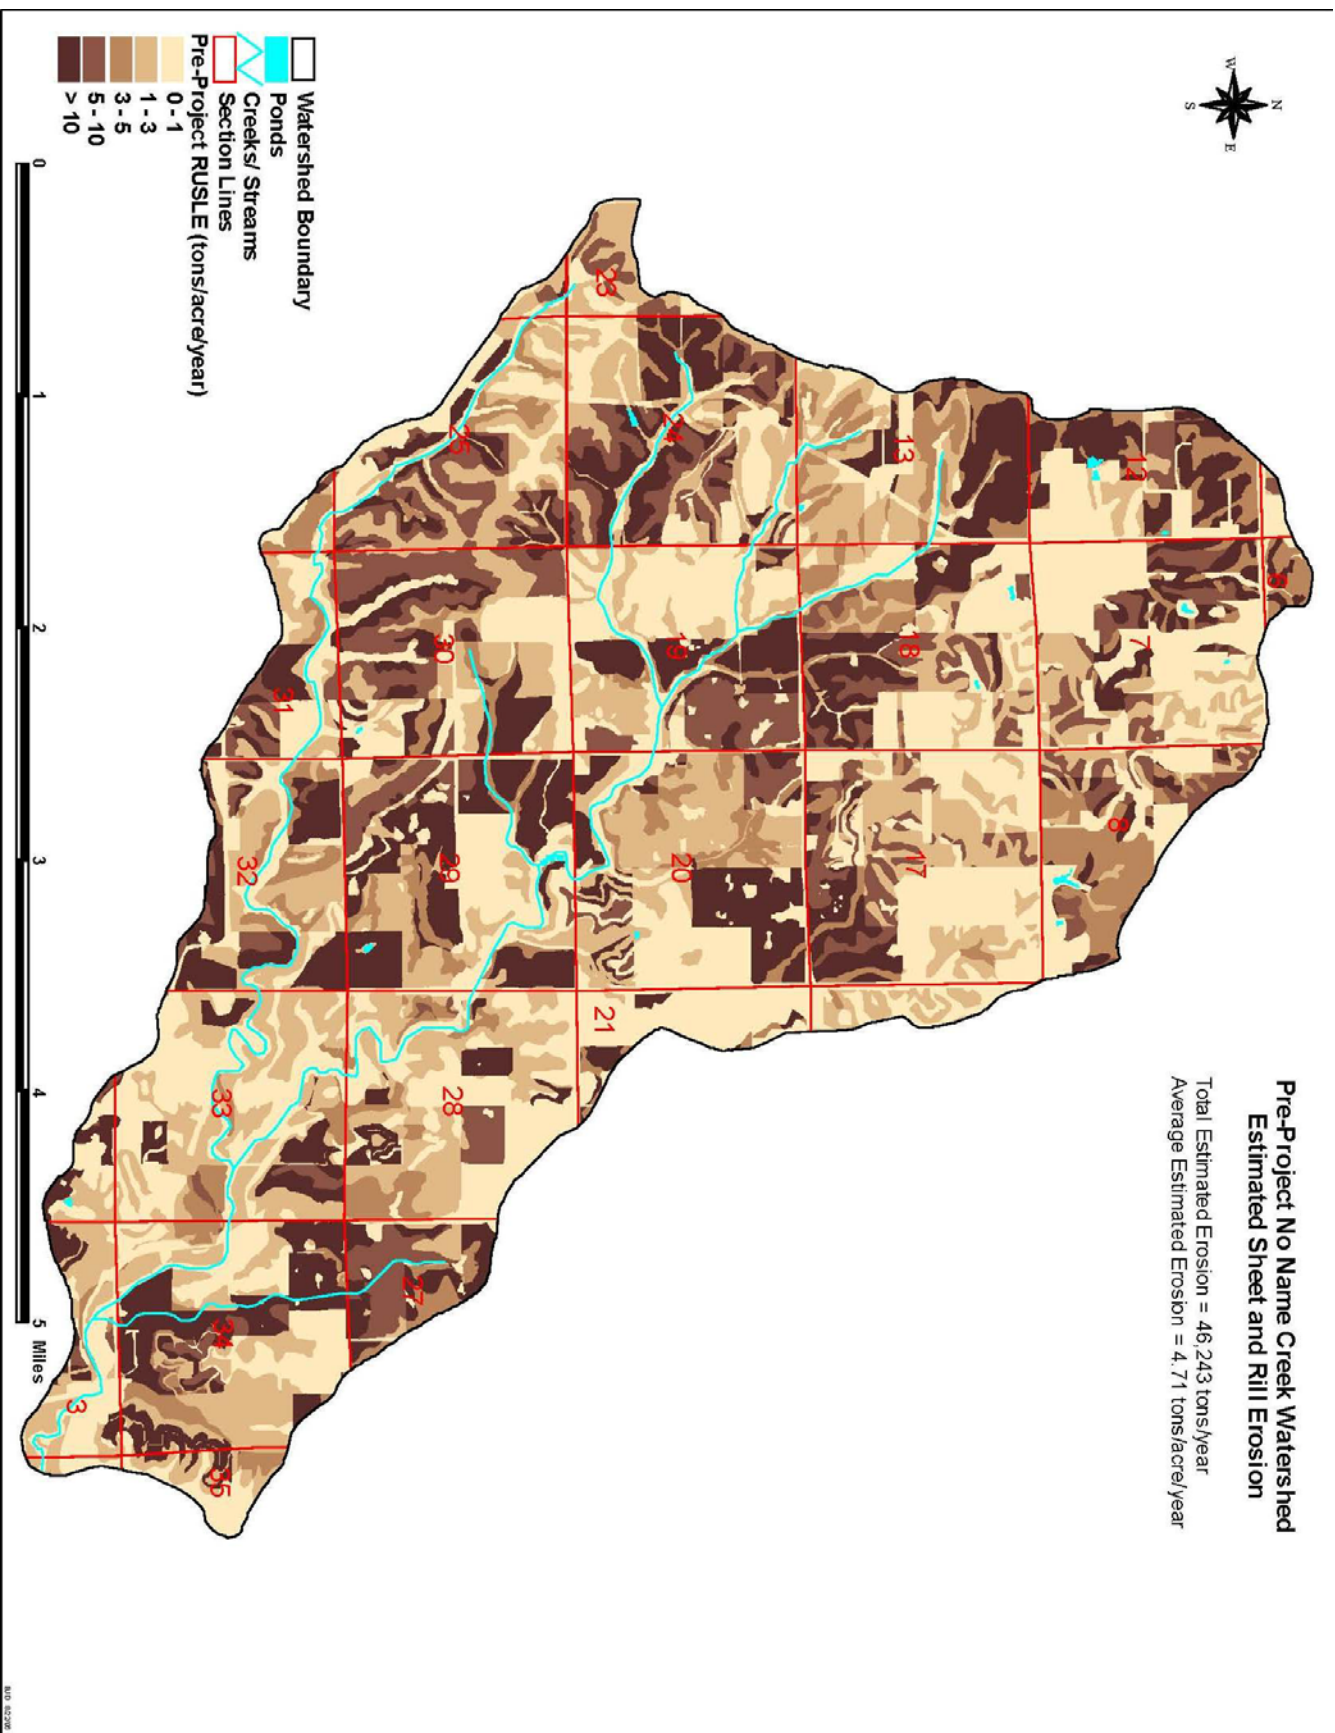 Pre-Project No Name Creek Watershed
Estimated Sheet and Rill Erosion
Total Estimated Erosion = 46,243 tons/year
Average Estimated Erosion = 4.71 tons/acre/year
N
W
E
S
6
12
7
8
13
18
17
23
24
19
20
21
25
30
29
28
27
31
32
33
34
35
3
Watershed Boundary
Ponds
Creeks/ Streams
Section Lines
Pre-Project RUSLE (tons/acre/year)
0 - 1
1 - 3
3 - 5
5 - 10
> 10
0
1
2
3
4
5 Miles